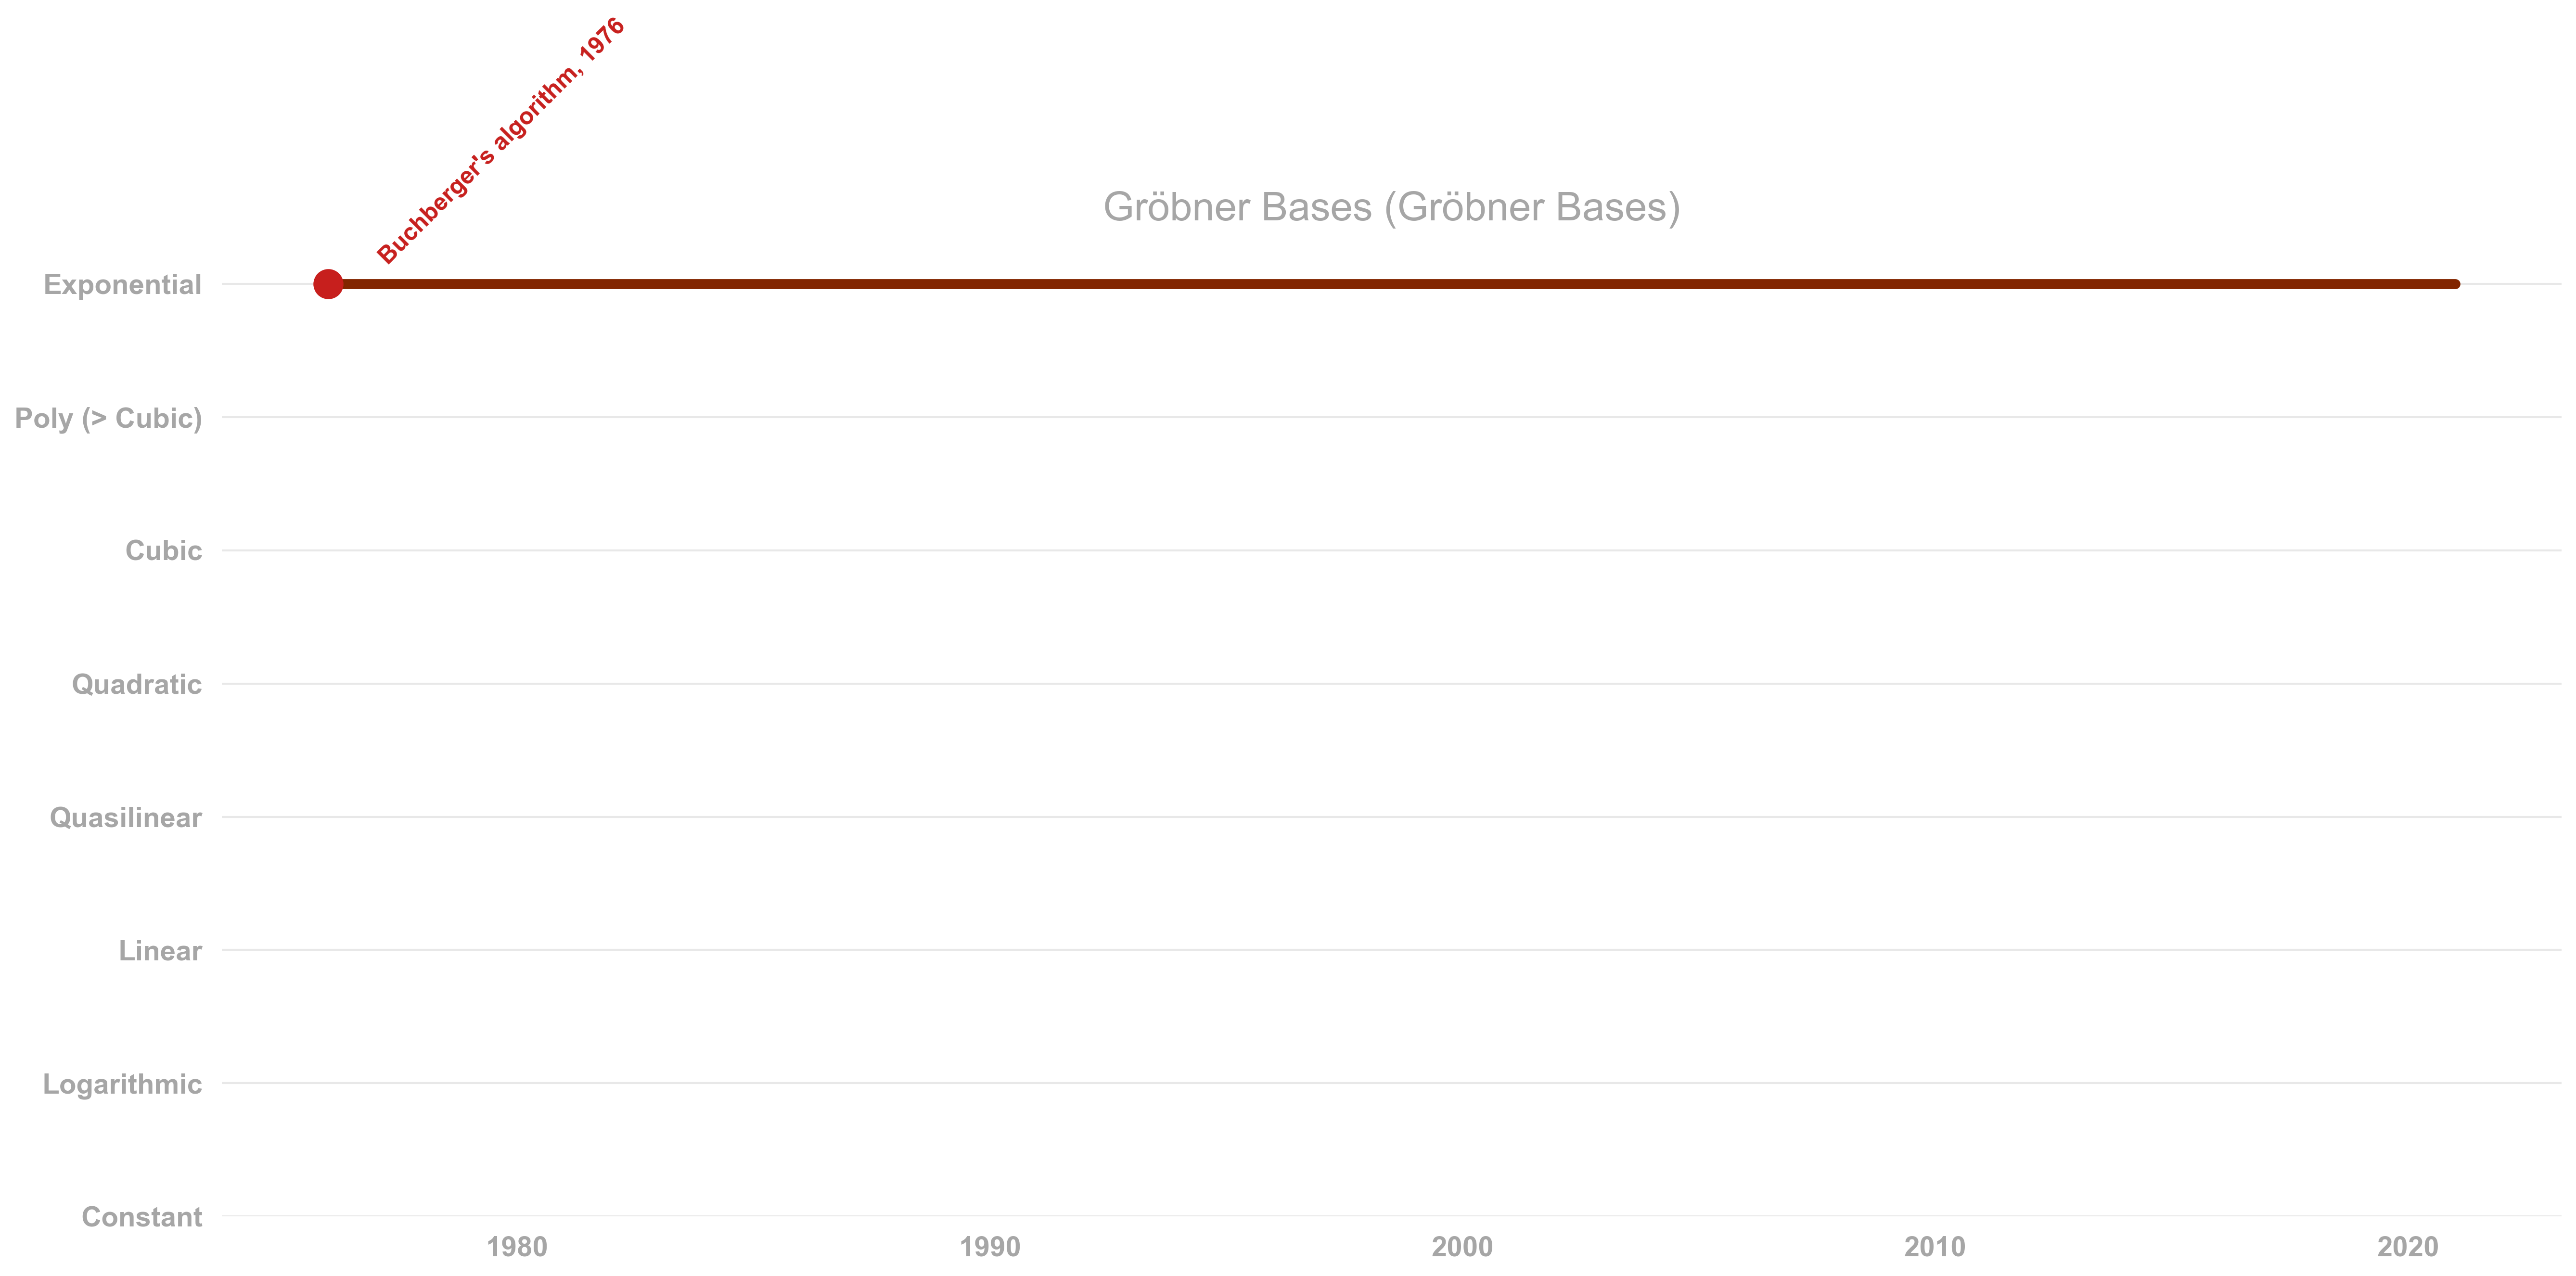 Buchberger's algorithm, 1976
Gröbner Bases (Gröbner Bases)
Exponential
Poly (> Cubic)
Cubic
Quadratic
Quasilinear
Linear
Logarithmic
Constant
1980 1990 2000 2010 2020